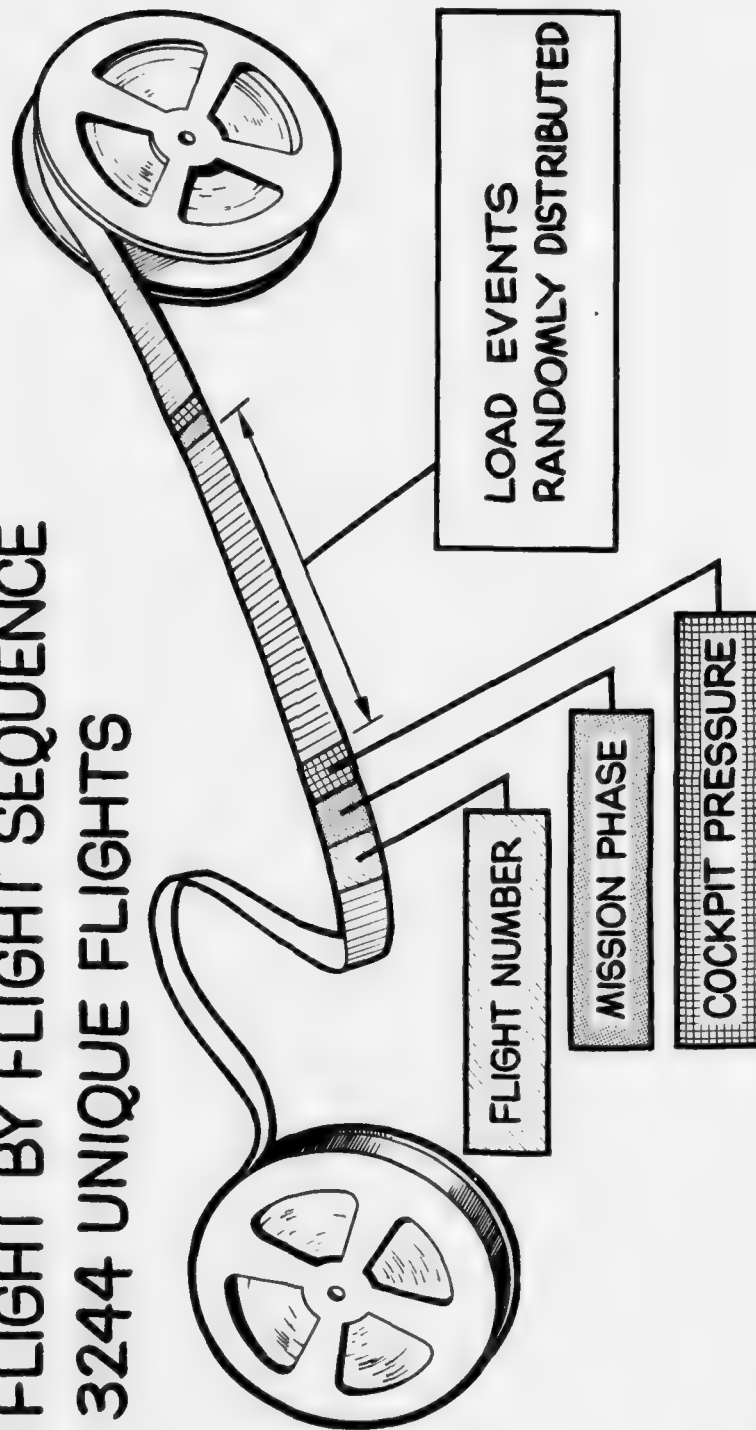 FLIGHT BY FLIGHT SEQUENCE
3244 UNIQUE FLIGHTS
LOAD EVENTS
RANDOMLY DISTRIBUTED
FLIGHT NUMBER
MISSION PHASE
COCKPIT PRESSURE